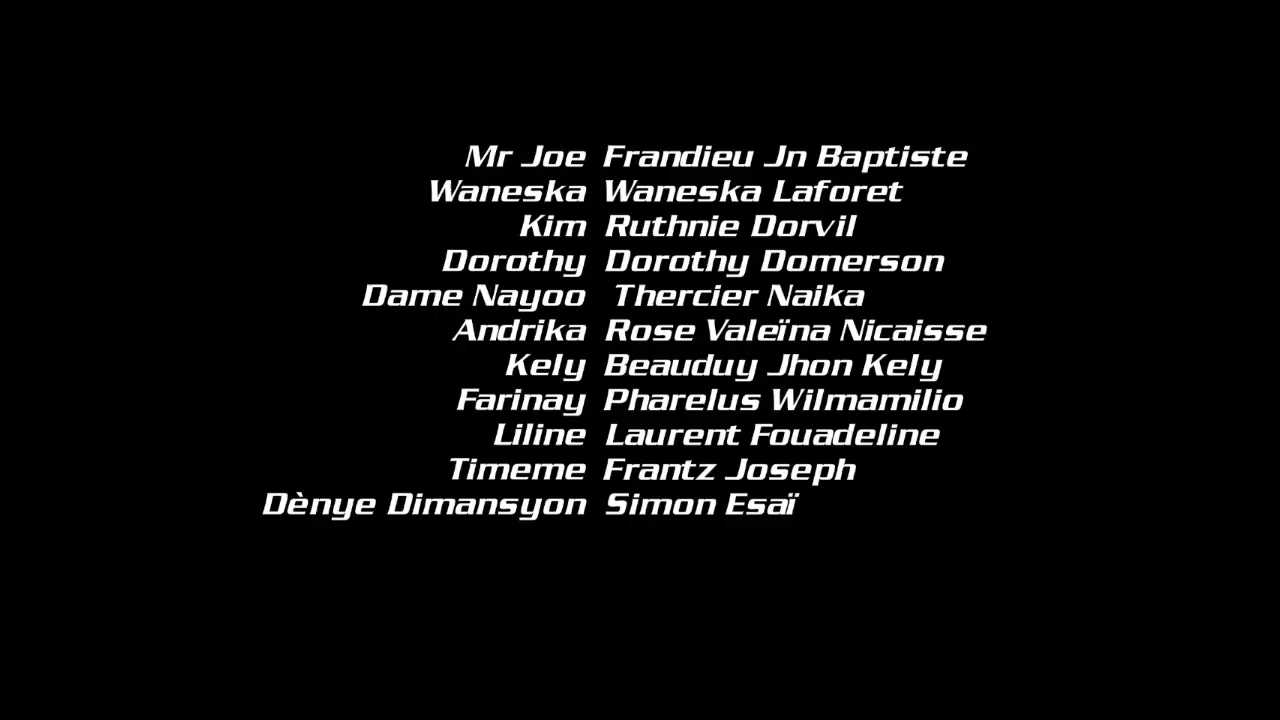 Mr Joe Frandieu Jn Baptiste
Waneska Waneska Laforet
Kim Ruthnie Dorvil
Dorothy Dorothy Domerson
Dame Nayoo Thercier Naika
Andrika Rose Valeïna Nicaisse
Kely Beauduy Jhon Kely
Farinay Pharelus Wilmamilio
Liline Laurent Fouadeline
Timeme Frantz Joseph
Dènye Dimansyon Simon Esaï